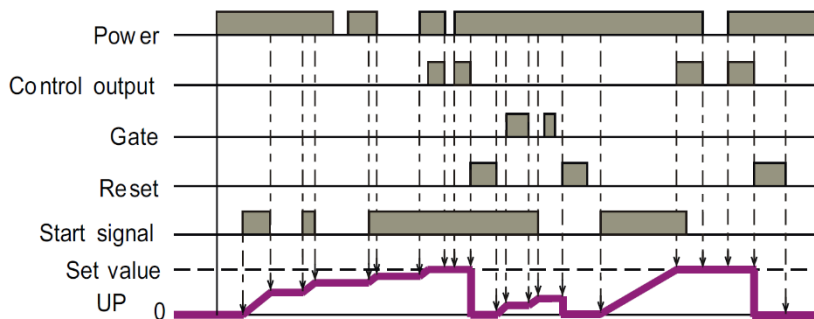 Power
Control output
Gate
Reset
Start signal
Set value
UP 0